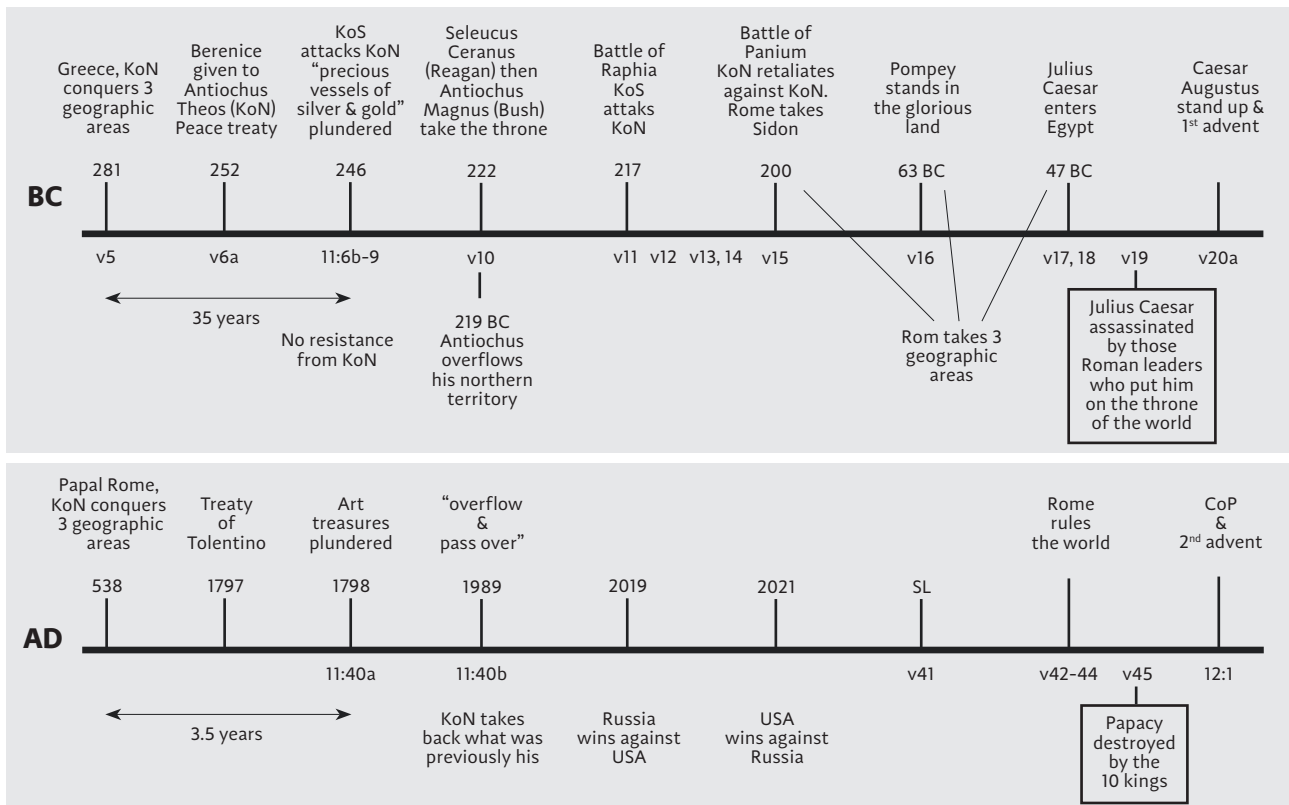 Greece, KoN
conquers 3
geographic
areas
Berenice
given to
Antiochus
Theos (KoN)
Peace treaty
KoS
attacks KoN
“precious
vessels of
silver & gold”
plundered
Seleucus
Ceranus
(Reagan) then
Antiochus
Magnus (Bush)
take the throne
Battle of
Raphia
KoS
attaks
KoN
Battle of
Panium
KoN retaliates
against KoN.
Rome takes
Sidon
Pompey
stands in
the glorious
land
Julius
Caesar
enters
Egypt
Caesar
Augustus
stand up &
1st advent
281
252
246
222
217
200
63 BC
47 BC
BC
v5
v6a
11:6b-9
v10
v11
v12
v13, 14
v15
v16
v17, 18
v19
v20a
35 years
No resistance
from KoN
219 BC
Antiochus
overflows
his northern
territory
Rom takes 3
geographic
areas
Julius Caesar
assassinated
by those
Roman leaders
who put him
on the throne
of the world
Papal Rome,
KoN conquers
3 geographic
areas
Treaty
of
Tolentino
Art
treasures
plundered
“overflow
&
pass over”
Rome
rules
the world
CoP
&
2nd advent
538
1797
1798
1989
2019
2021
SL
AD
11:40a
11:40b
v41
v42-44
v45
12:1
3.5 years
KoN takes
back what was
previously his
Russia
wins against
USA
USA
wins against
Russia
Papacy
destroyed
by the
10 kings